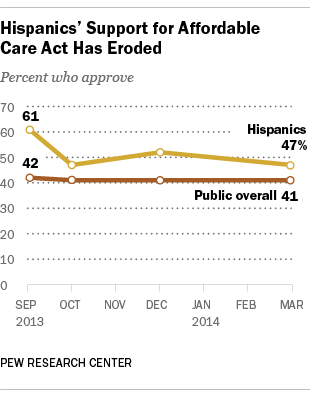 Hispanics' Support for Affordable
Care Act Has Eroded
Percent who approve
70
61
60
Hispanics
47%
50
42
40
Public overall 41
30
20
10
0
SEP OCT NOV DEC JAN FEB MAR
2013 2014
PEW RESEARCH CENTER